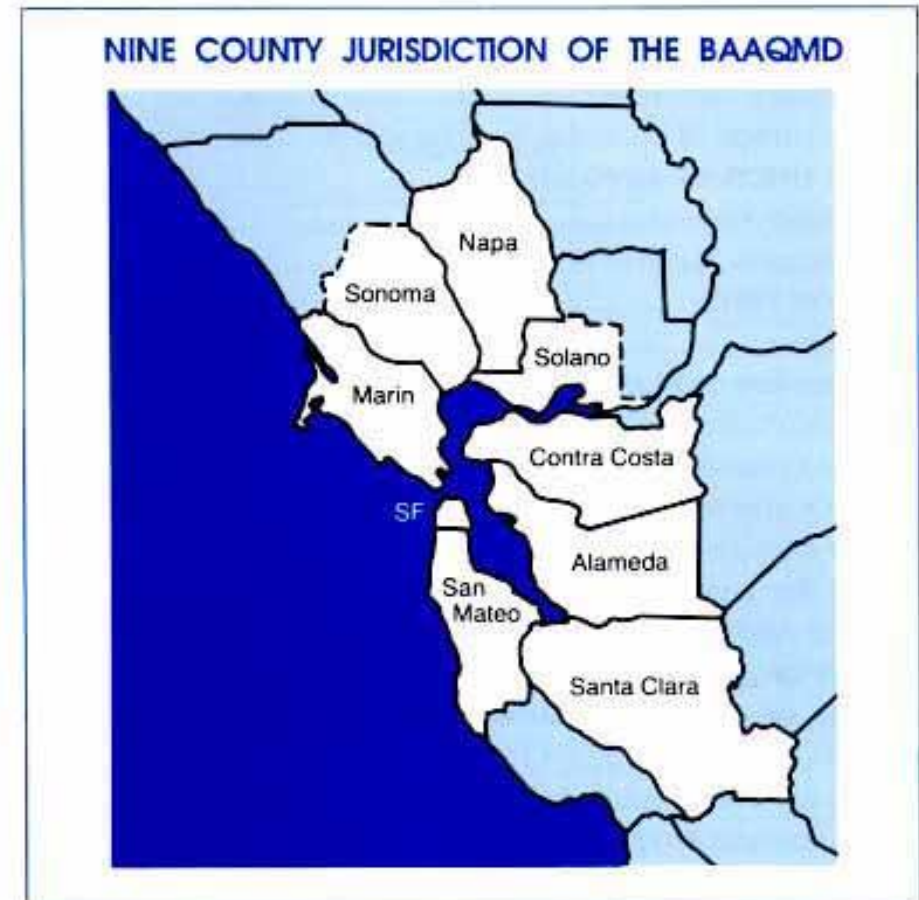 NINE COUNTY JURISDICTION OF THE BAAQMD
Napa
Sonoma
Solano
Marin
Contra Costa
SF
Alameda
San
Mateo
Santa Clara